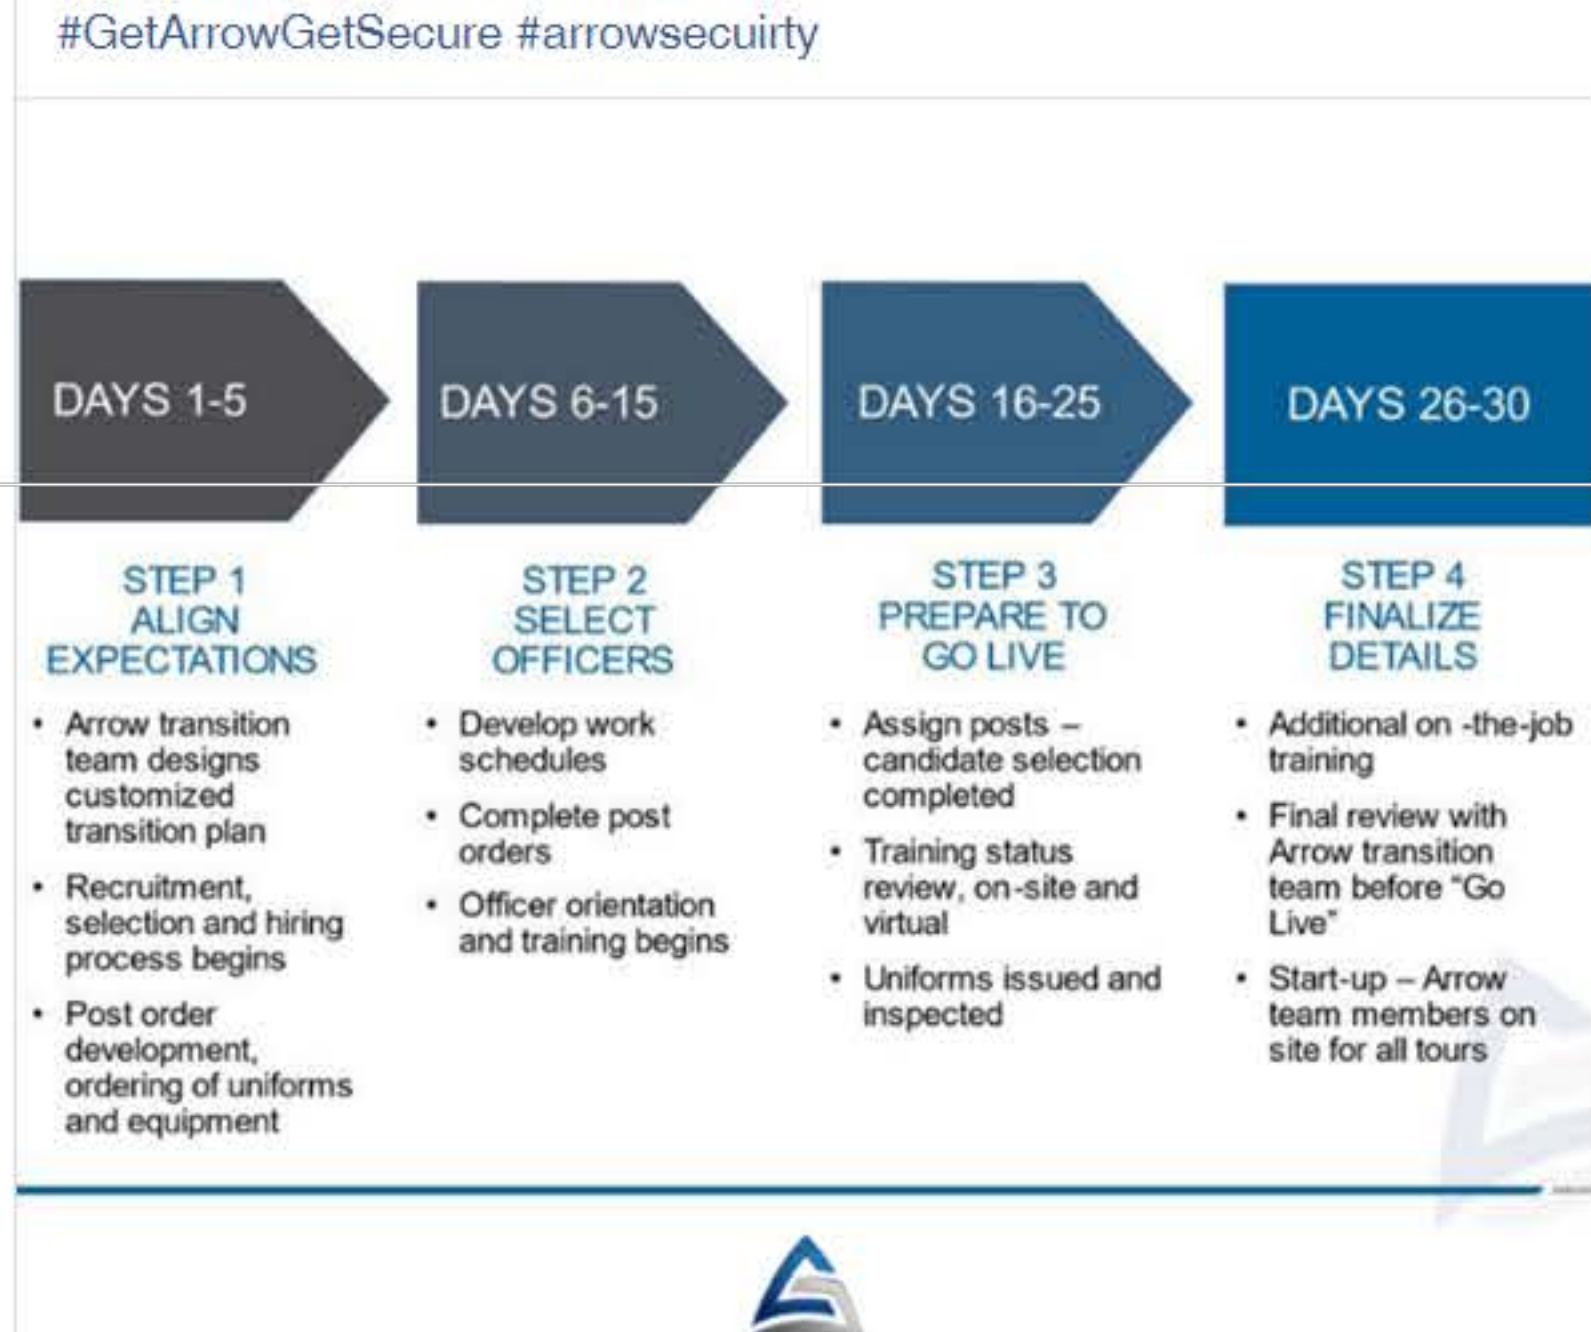 #GetArrowGetSecure #arrowsecuirty
DAYS 1-5
DAYS 6-15
DAYS 16-25
DAYS 26-30
STEP 1
ALIGN
EXPECTATIONS
• Arrow transition
team designs
customized
transition plan
• Recruitment,
selection and hiring
process begins
• Post order
development,
ordering of uniforms
and equipment
STEP 2
SELECT
OFFICERS
• Develop work
schedules
• Complete post
orders
• Officer orientation
and training begins
STEP 3
PREPARE TO
GO LIVE
• Assign posts –
candidate selection
completed
• Training status
review, on-site and
virtual
• Uniforms issued and
inspected
STEP 4
FINALIZE
DETAILS
• Additional on -the-job
training
• Final review with
Arrow transition
team before “Go
Live”
• Start-up – Arrow
team members on
site for all tours